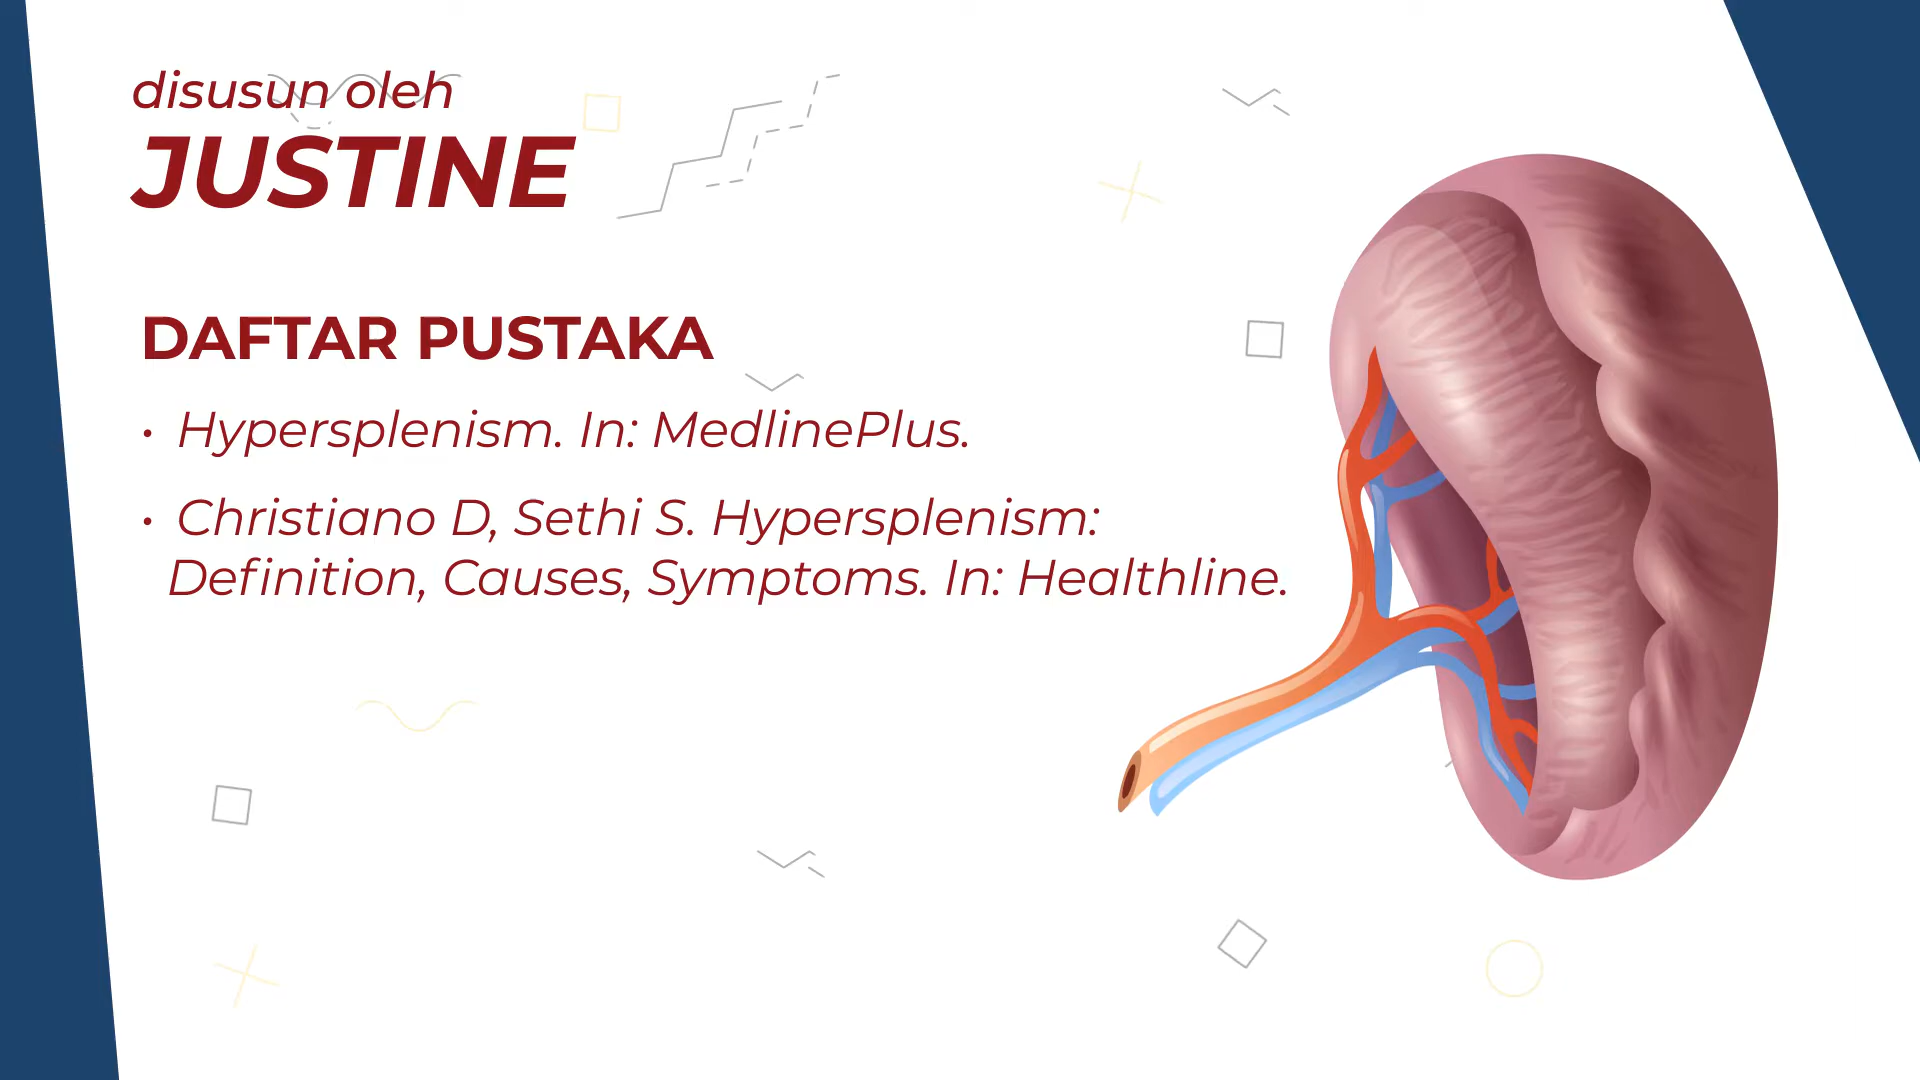 disusun oleh
JUSTINE
DAFTAR PUSTAKA
• Hypersplenism. In: MedlinePlus.
• Christiano D, Sethi S. Hypersplenism:
Definition, Causes, Symptoms. In: Healthline.